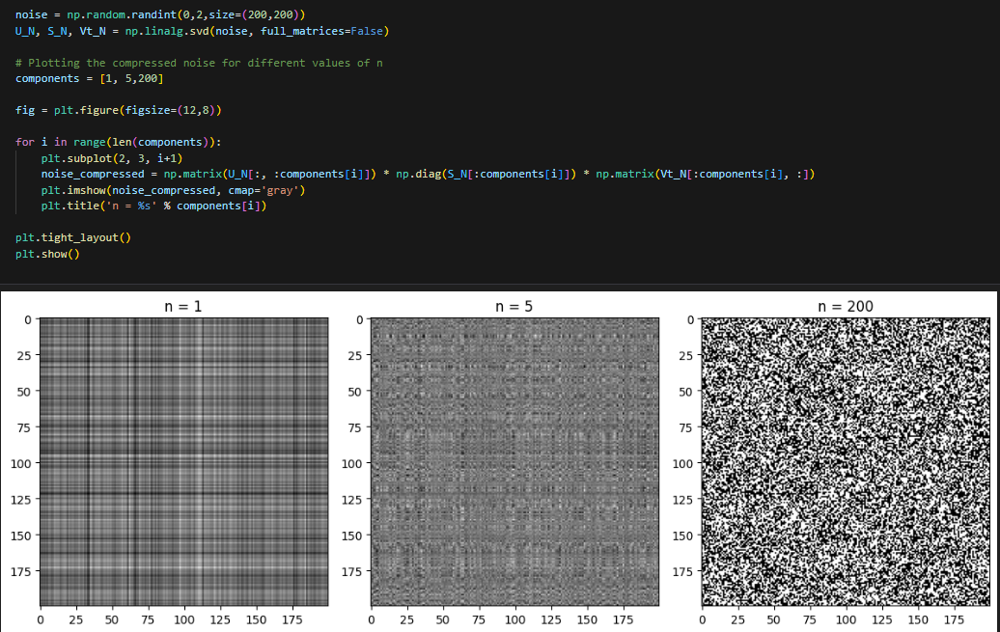 noise = np.random.randint(0,2,size=(200,200))
U_N, S_N, Vt_N = np.linalg.svd(noise, full_matrices=False)
# Plotting the compressed noise for different values of n
components = [1, 5,200]
fig = plt.figure(figsize=(12,8))
for i in range(len(components)):
    plt.subplot(2, 3, i+1)
    noise_compressed = np.matrix(U_N[:, :components[i]]) * np.diag(S_N[:components[i]]) * np.matrix(Vt_N[:components[i], :])
    plt.imshow(noise_compressed, cmap='gray')
    plt.title('n = %s' % components[i])
plt.tight_layout()
plt.show()
n = 1
0
25
50
75
100
125
150
175
0 25 50 75 100 125 150 175
n = 5
0
25
50
75
100
125
150
175
0 25 50 75 100 125 150 175
n = 200
0
25
50
75
100
125
150
175
0 25 50 75 100 125 150 175